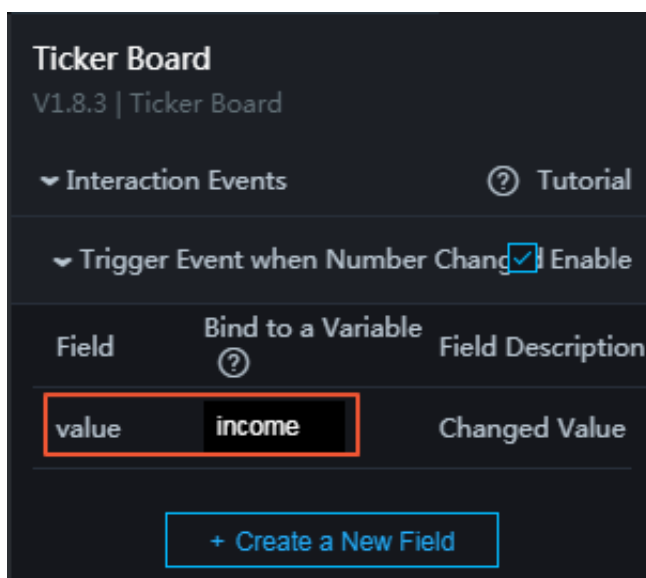 Ticker Board
V1.8.3 | Ticker Board
Interaction Events ? Tutorial
Trigger Event when Number Changed Enable
Field Bind to a Variable ? Field Description
value income Changed Value
+ Create a New Field